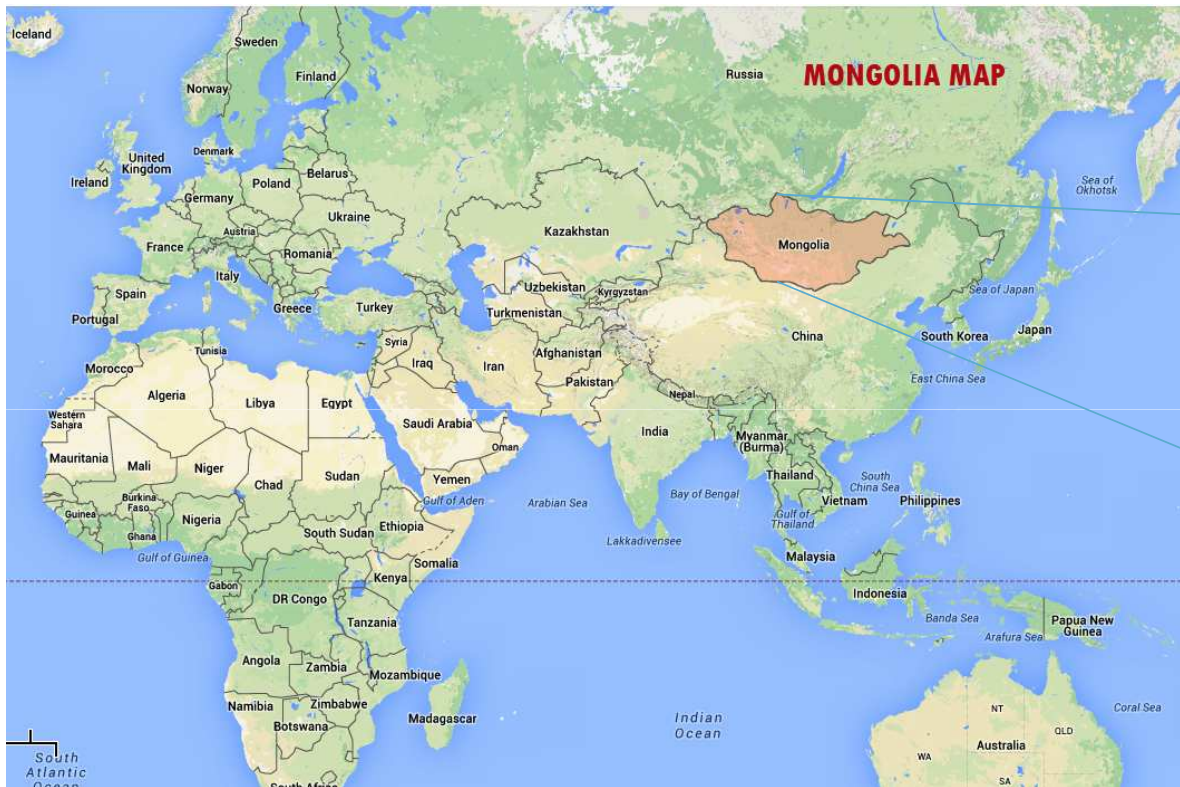 Iceland
Sweden
Finland
Norway
Russia
MONGOLIA MAP
United
Kingdom
Denmark
Ireland
Belarus
Poland
Germany
Sea of
Okhotsk
Ukraine
Austria
France
Kazakhstan
Mongolia
Romania
Italy
Spain
Uzbekistan
Kyrgyzstan
Sea of Japan
Portugal
Greece
Turkey
Turkmenistan
South Korea
Japan
China
Syria
Tunisia
Morocco
Iraq
Iran
Afghanistan
East China Sea
Pakistan
Algeria
Libya
Egypt
Nepal
Western
Sahara
Saudi Arabia
India
Myanmar
(Burma)
Oman
Mauritania
Mali
Niger
Chad
Sudan
Yemen
Thailand
South
China Sea
Gulf of Aden
Arabian Sea
Bay of Bengal
Vietnam
Philippines
Burkina
Faso
Guinea
Nigeria
Ghana
South Sudan
Ethiopia
Gulf of
Thailand
Lakkadivensee
Gulf of Guinea
Somalia
Malaysia
Kenya
Gabon
DR Congo
Indonesia
Tanzania
Banda Sea
Papua New
Guinea
Arafura Sea
Angola
Zambia
Mozambique
Namibia
Zimbabwe
Botswana
Madagascar
Indian
Ocean
NT
Coral Sea
QLD
Australia
WA
SA
South
Atlantic
Ocean
South Africa